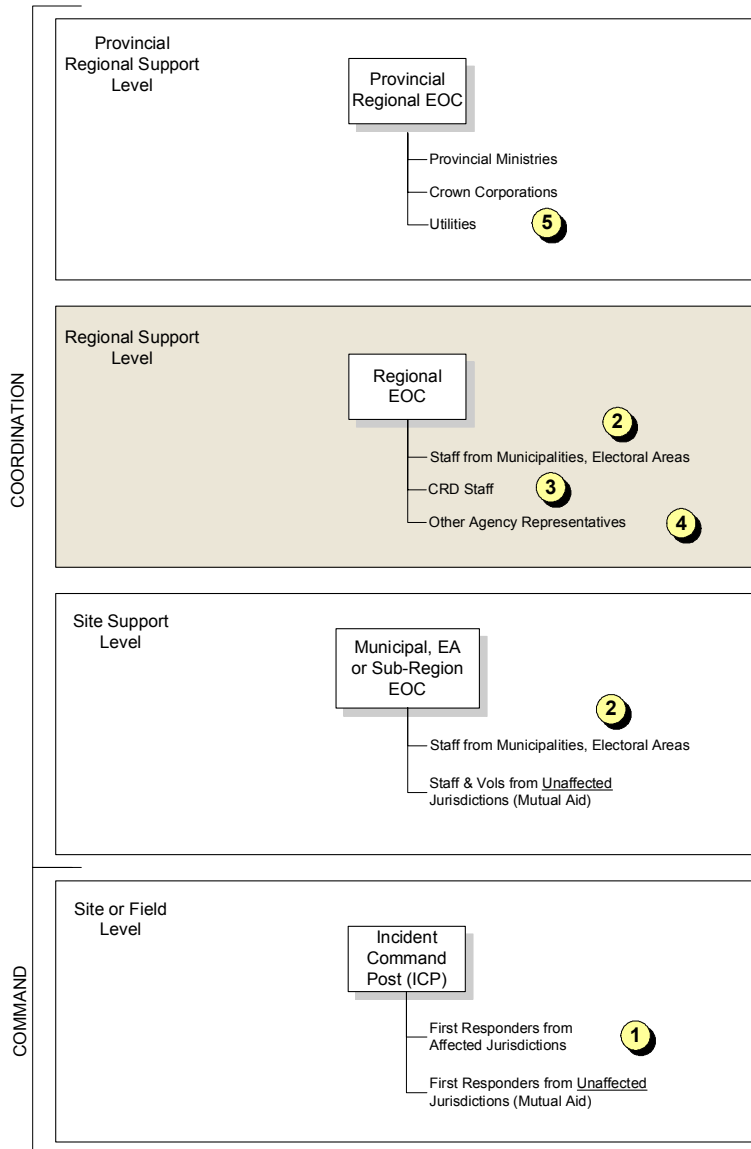 Provincial
Regional Support
Level
Provincial
Regional EOC
Provincial Ministries
Crown Corporations
Utilities
5
COORDINATION
Regional Support
Level
Regional
EOC
2
Staff from Municipalities, Electoral Areas
CRD Staff
3
Other Agency Representatives
4
Site Support
Level
Municipal, EA
or Sub-Region
EOC
2
Staff from Municipalities, Electoral Areas
Staff & Vols from Unaffected
Jurisdictions (Mutual Aid)
COMMAND
Site or Field
Level
Incident
Command
Post (ICP)
First Responders from
Affected Jurisdictions
1
First Responders from Unaffected
Jurisdictions (Mutual Aid)